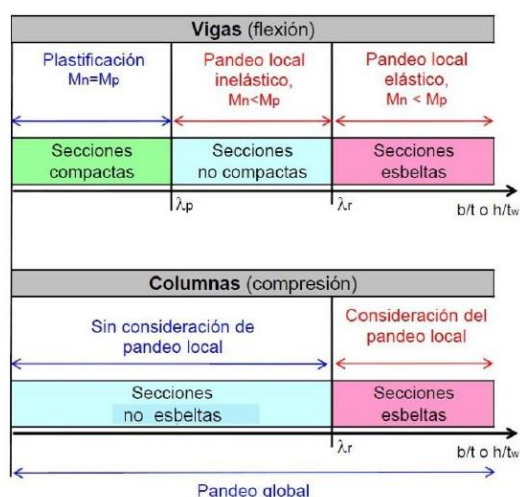 Vigas (flexión)
Plastificación
Mn=Mp
Pandeo local
inelástico,
Mn<Mp
Pandeo local
elástico,
Mn < Mp
Secciones
compactas
Secciones
no compactas
Secciones
esbeltas
λp
λr
b/t o h/tw
Columnas (compresión)
Sin consideración de
pandeo local
Consideración del
pandeo local
Secciones
no esbeltas
Secciones
esbeltas
λr
b/t o h/tw
Pandeo global